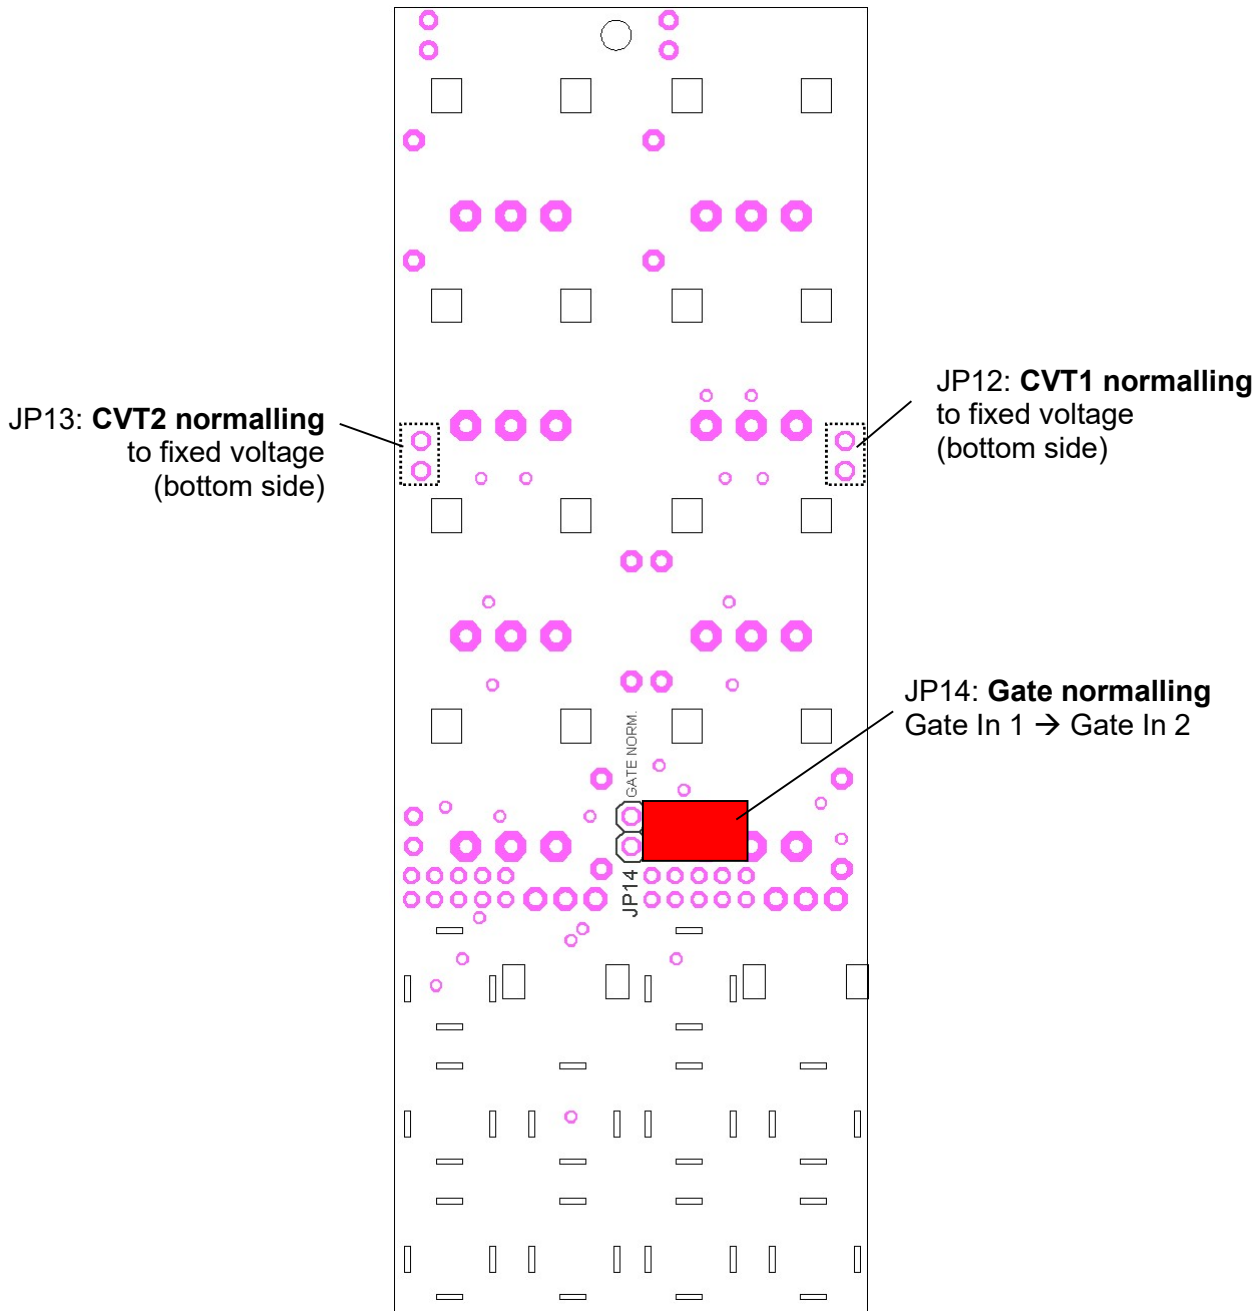 JP13: CVT2 normalling
to fixed voltage
(bottom side)
JP12: CVT1 normalling
to fixed voltage
(bottom side)
JP14: Gate normalling
Gate In 1 → Gate In 2
GATE NORM.
JP14